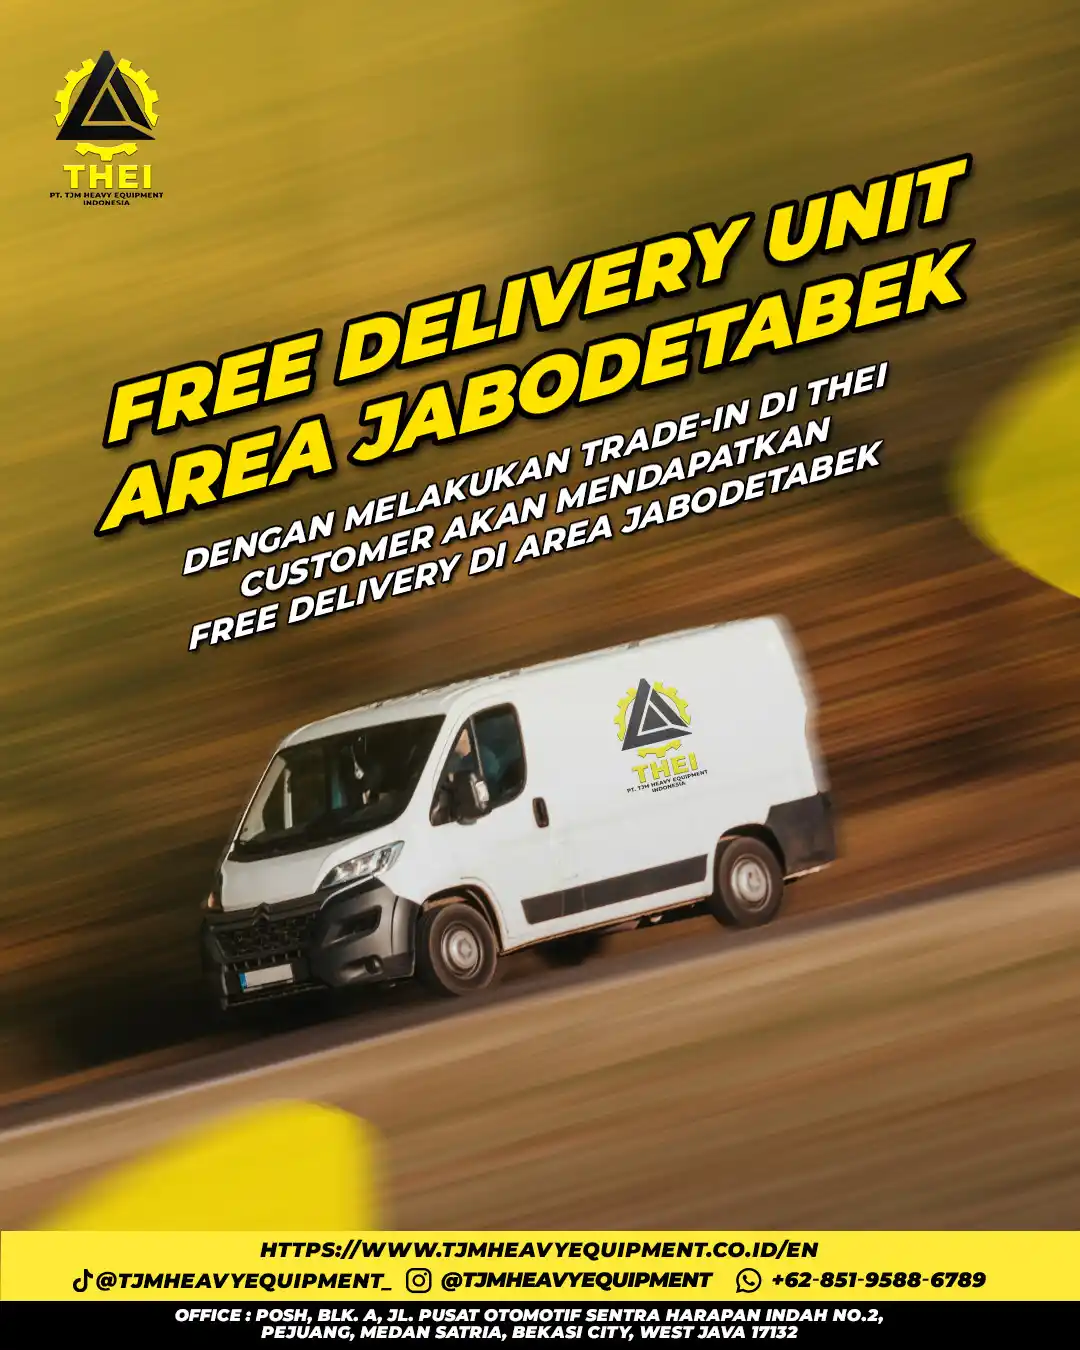 THEI
PT. TJM HEAVY EQUIPMENT
INDONESIA
FREE DELIVERY UNIT
AREA JABODETABEK
DENGAN MELAKUKAN TRADE-IN DI THEI
CUSTOMER AKAN MENDAPATKAN
FREE DELIVERY DI AREA JABODETABEK
THEI
PT. TJM HEAVY EQUIPMENT
INDONESIA
HTTPS://WWW.TJMHEAVYEQUIPMENT.CO.ID/EN
@TJMHEAVYEQUIPMENT_ @TJMHEAVYEQUIPMENT +62-851-9588-6789
OFFICE : POSH, BLK. A, JL. PUSAT OTOMOTIF SENTRA HARAPAN INDAH NO.2,
PEJUANG, MEDAN SATRIA, BEKASI CITY, WEST JAVA 17132